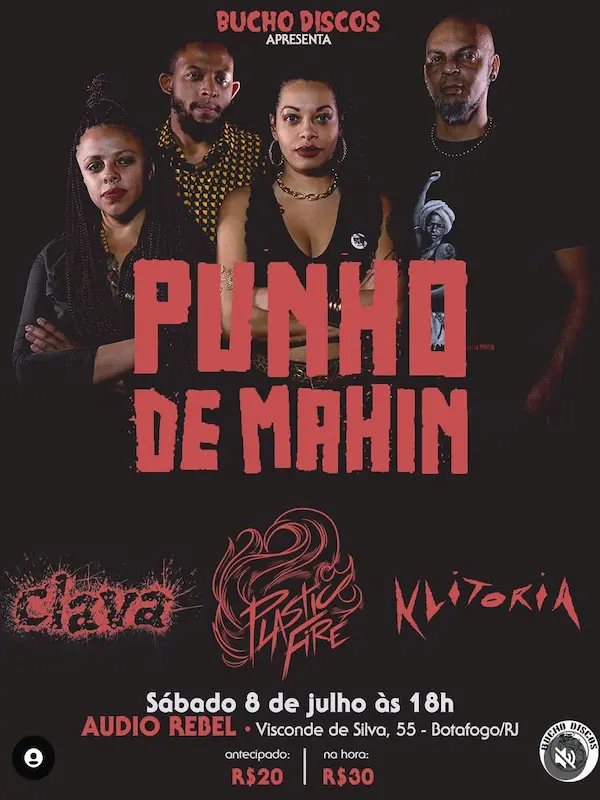 BUCHO DISCOS
APRESENTA
PUNHO
DE MAHIN
clava
PLASTIC
FIRE
KLITORIA
Sábado 8 de julho às 18h
AUDIO REBEL • Visconde de Silva, 55 - Botafogo/RJ
antecipado: na hora:
R$20 R$30
BUCHO DISCOS